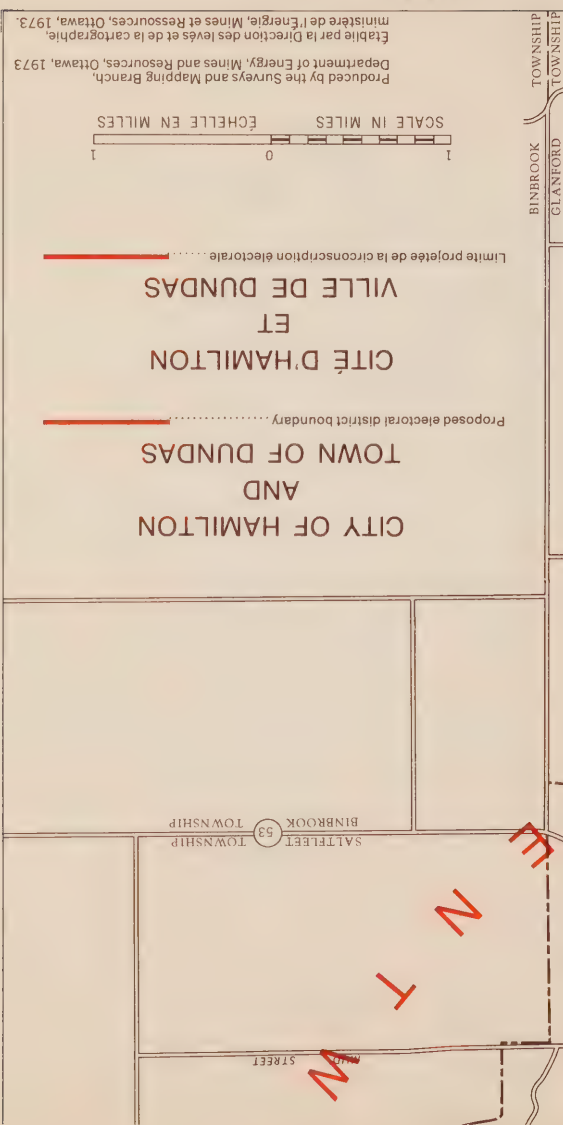 W
T
N
E
MUD STREET
SALTFLEET TOWNSHIP
53
BINBROOK TOWNSHIP
CITY OF HAMILTON
AND
TOWN OF DUNDAS
Proposed electoral district boundary
CITÉ D'HAMILTON
ET
VILLE DE DUNDAS
Limite projetée de la circonscription électorale
GLANFORD TOWNSHIP
BINBROOK TOWNSHIP
1 0 1
SCALE IN MILES ÉCHELLE EN MILLES
Produced by the Surveys and Mapping Branch,
Department of Energy, Mines and Resources, Ottawa, 1973
Établie par la Direction des levés et de la cartographie,
ministère de l'Énergie, Mines et Ressources, Ottawa, 1973.